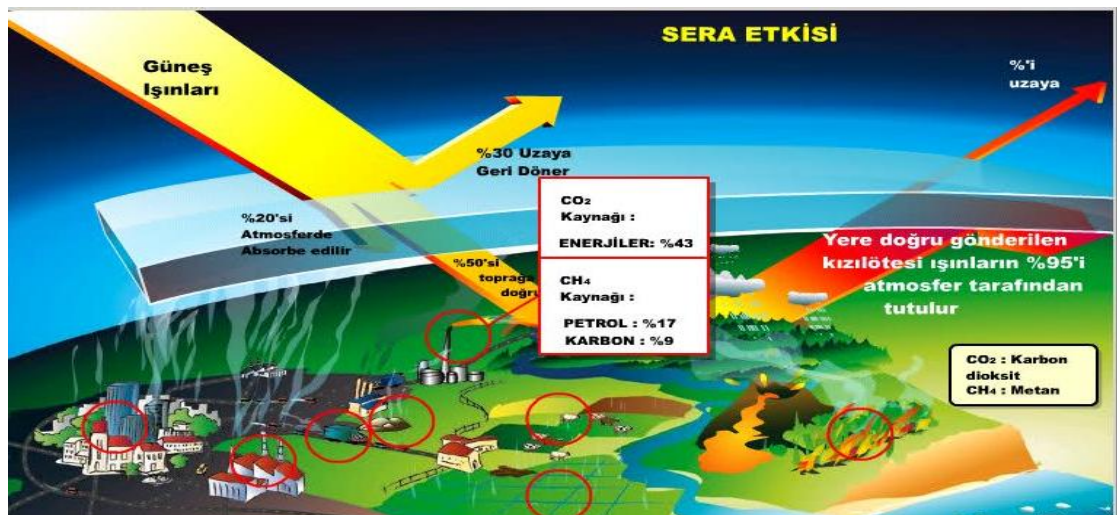 SERA ETKİSİ
Güneş
Işınları
%'i
uzaya
%30 Uzaya
Geri Döner
%20'si
Atmosferde
Absorbe edilir
%50'si
toprağa
doğru
CO₂
Kaynağı :
ENERJİLER: %43
CH₄
Kaynağı :
PETROL : %17
KARBON : %9
Yere doğru gönderilen
kızılötesi ışınların %95'i
atmosfer tarafından
tutulur
CO₂ : Karbon
dioksit
CH₄ : Metan